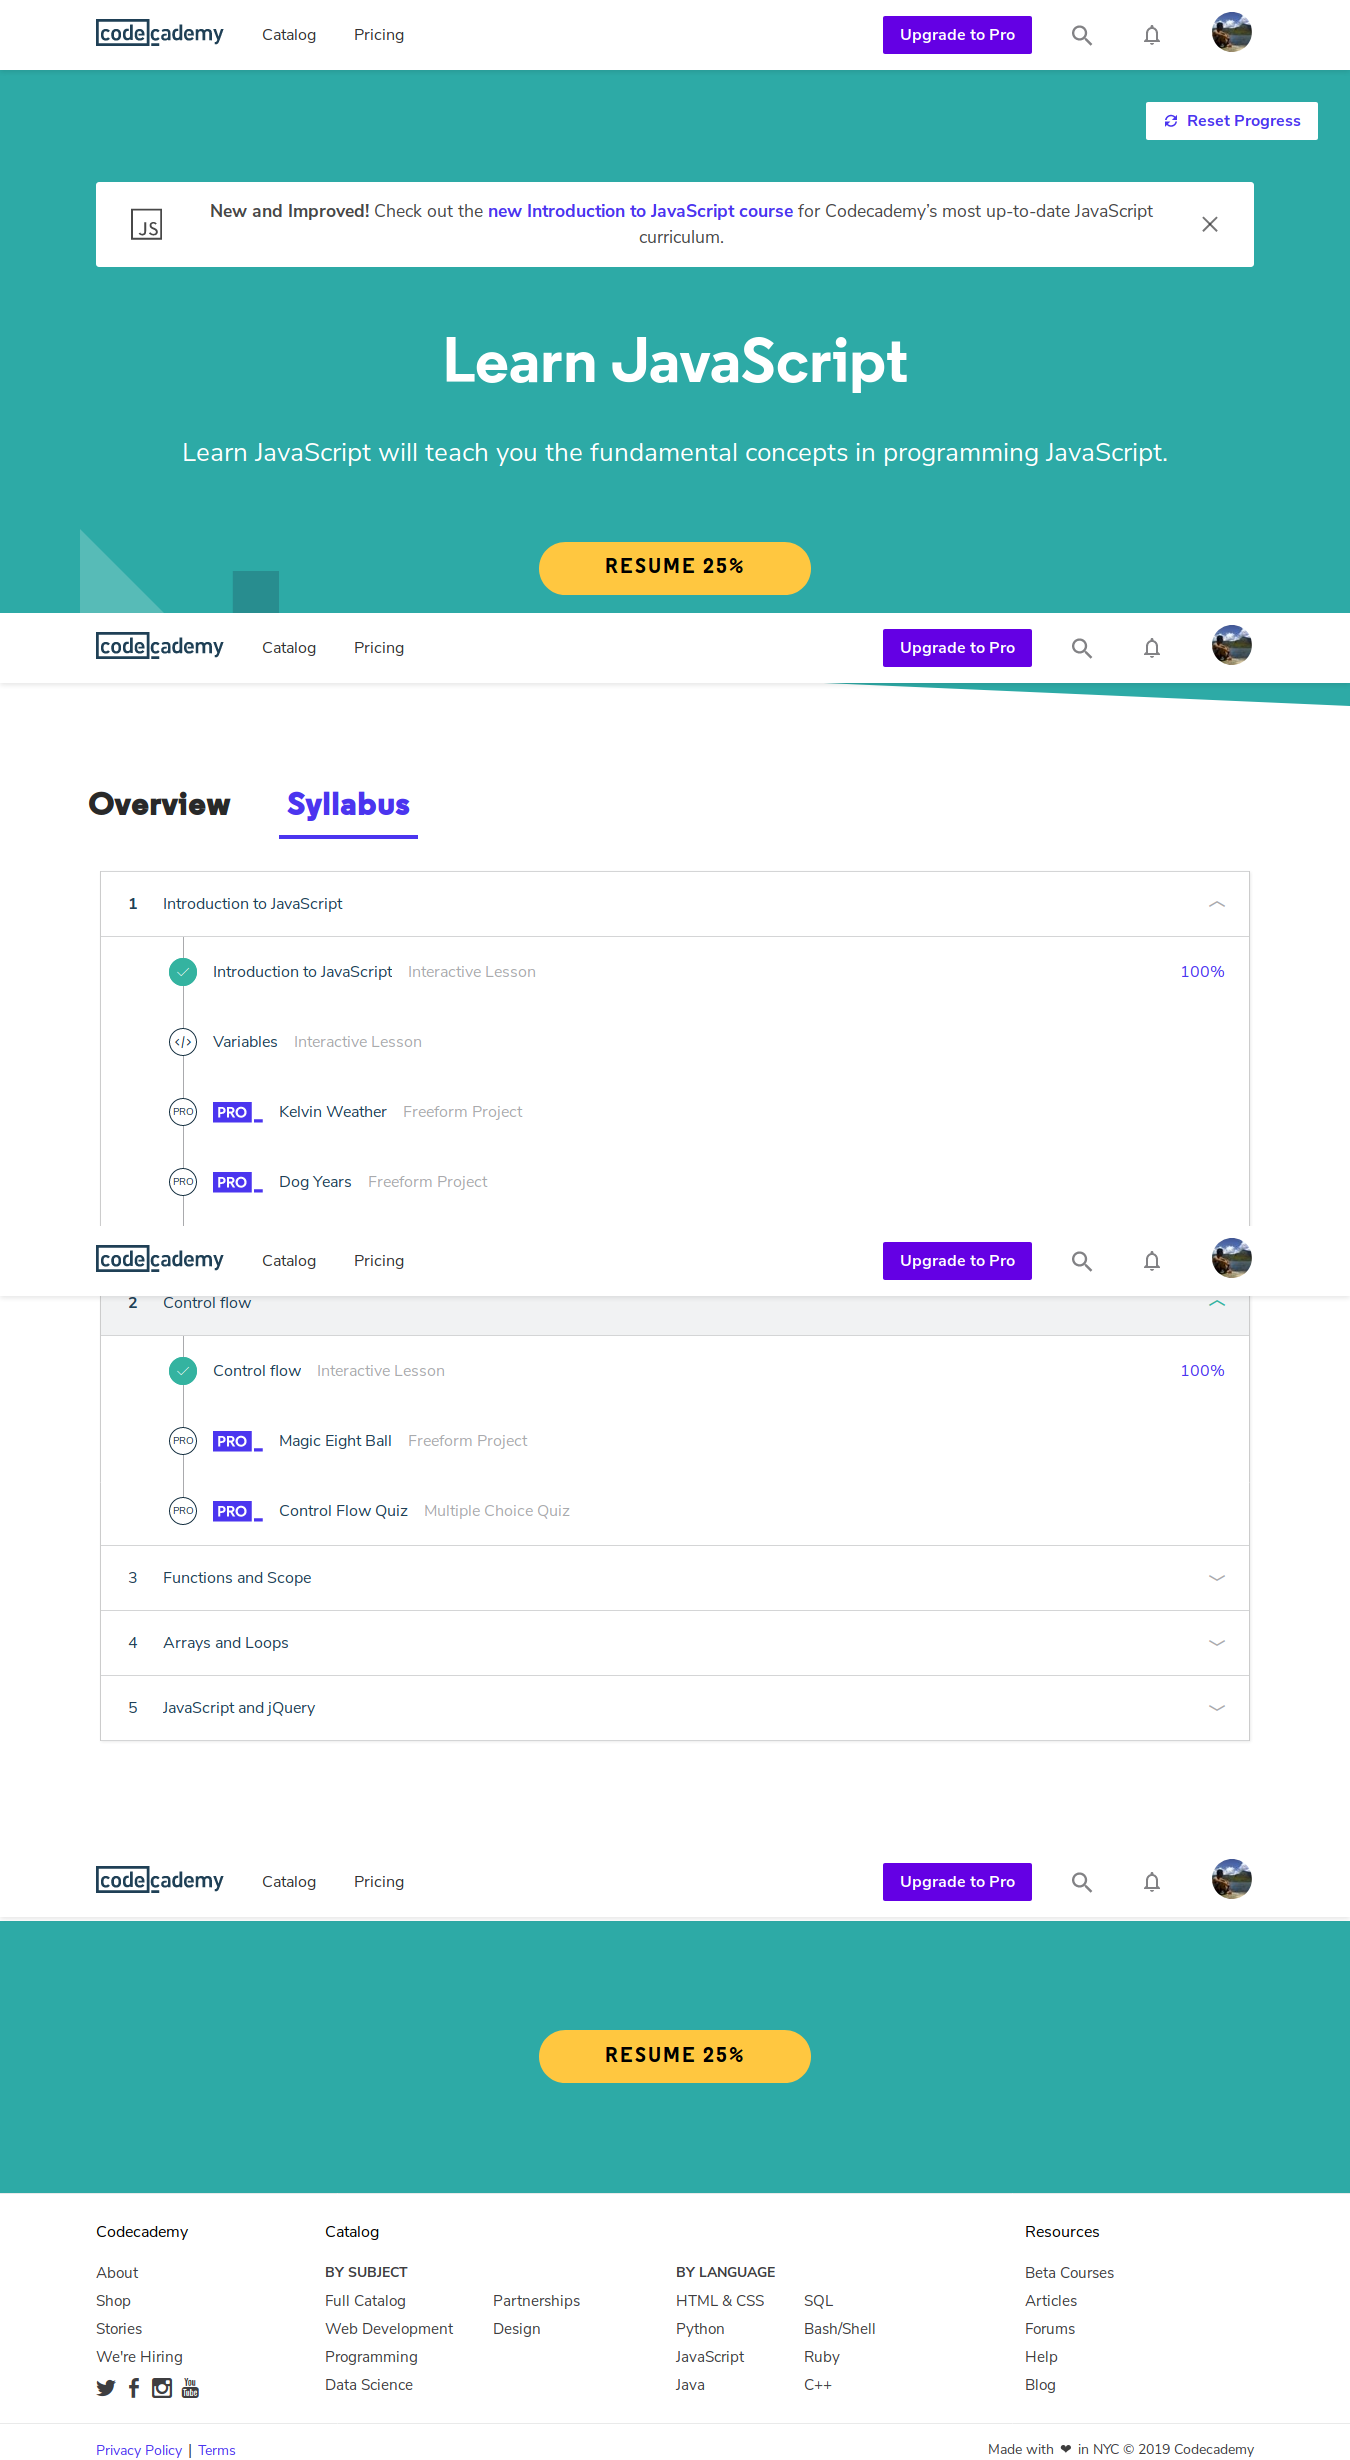 codecademy Catalog Pricing Upgrade to Pro
Reset Progress
JS
New and Improved! Check out the new Introduction to JavaScript course for Codecademy’s most up-to-date JavaScript
curriculum.
Learn JavaScript
Learn JavaScript will teach you the fundamental concepts in programming JavaScript.
RESUME 25%
codecademy Catalog Pricing Upgrade to Pro
Overview Syllabus
1 Introduction to JavaScript
Introduction to JavaScript Interactive Lesson 100%
</> Variables Interactive Lesson
PRO PRO_ Kelvin Weather Freeform Project
PRO PRO_ Dog Years Freeform Project
codecademy Catalog Pricing Upgrade to Pro
2 Control flow
Control flow Interactive Lesson 100%
PRO PRO_ Magic Eight Ball Freeform Project
PRO PRO_ Control Flow Quiz Multiple Choice Quiz
3 Functions and Scope
4 Arrays and Loops
5 JavaScript and jQuery
codecademy Catalog Pricing Upgrade to Pro
RESUME 25%
Codecademy
About
Shop
Stories
We're Hiring
You Tube
Catalog
BY SUBJECT
Full Catalog Partnerships
Web Development Design
Programming
Data Science
BY LANGUAGE
HTML & CSS SQL
Python Bash/Shell
JavaScript Ruby
Java C++
Resources
Beta Courses
Articles
Forums
Help
Blog
Privacy Policy | Terms
Made with ❤ in NYC © 2019 Codecademy